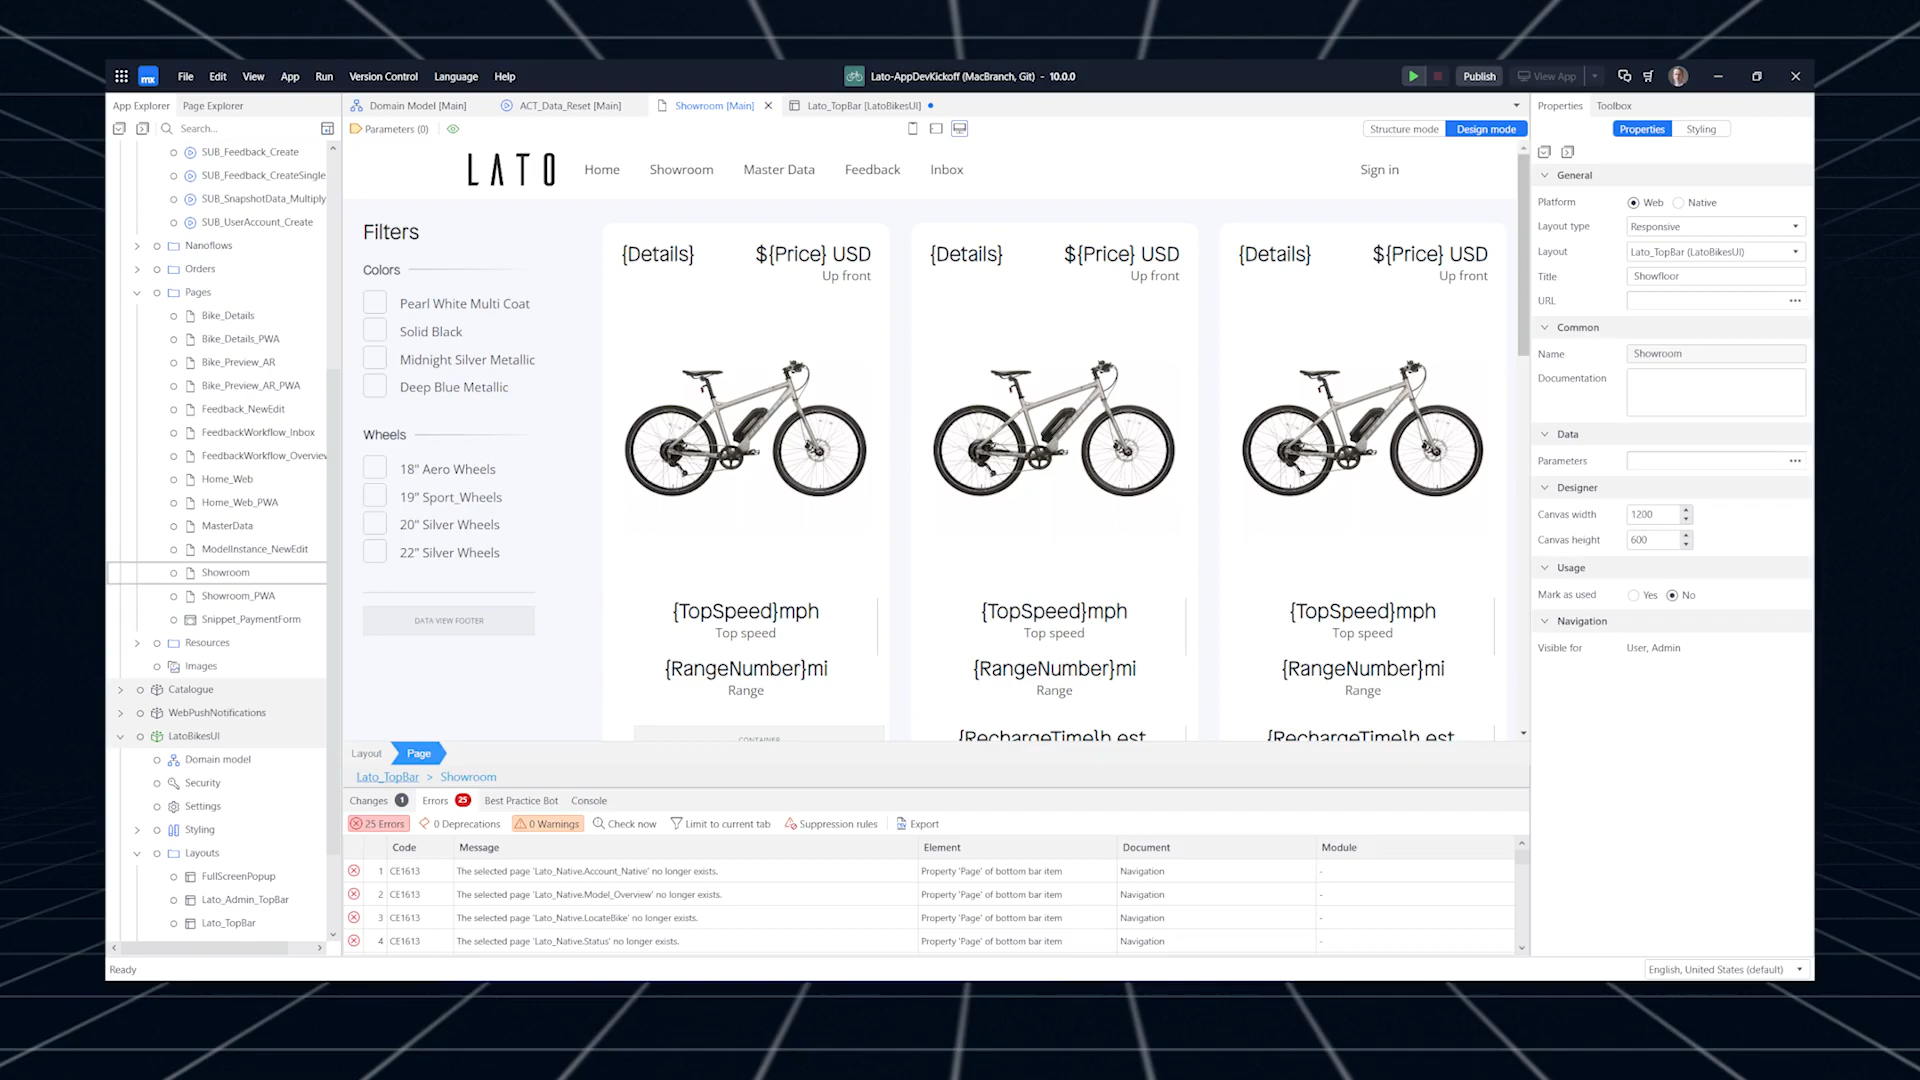 mx File Edit View App Run Version Control Language Help
Lato-AppDevKickoff (MacBranch, Git) - 10.0.0
Publish View App
App Explorer Page Explorer
Domain Model [Main] ACT_Data_Reset [Main] Showroom [Main] Lato_TopBar [LatoBikesUI]
Properties Toolbox
Search...
Parameters (0)
Structure mode Design mode
Properties Styling
SUB_Feedback_Create
SUB_Feedback_CreateSingle
SUB_SnapshotData_Multiply
SUB_UserAccount_Create
Nanoflows
Orders
Pages
Bike_Details
Bike_Details_PWA
Bike_Preview_AR
Bike_Preview_AR_PWA
Feedback_NewEdit
FeedbackWorkflow_Inbox
FeedbackWorkflow_Overview
Home_Web
Home_Web_PWA
MasterData
ModelInstance_NewEdit
Showroom
Showroom_PWA
Snippet_PaymentForm
Resources
Images
Catalogue
WebPushNotifications
LatoBikesUI
Domain model
Security
Settings
Styling
Layouts
FullScreenPopup
Lato_Admin_TopBar
Lato_TopBar
LATO Home Showroom Master Data Feedback Inbox Sign in
Filters
Colors
Pearl White Multi Coat
Solid Black
Midnight Silver Metallic
Deep Blue Metallic
Wheels
18" Aero Wheels
19" Sport_Wheels
20" Silver Wheels
22" Silver Wheels
DATA VIEW FOOTER
{Details} ${Price} USD
Up front
{TopSpeed}mph
Top speed
{RangeNumber}mi
Range
CONTAINER
{Details} ${Price} USD
Up front
{TopSpeed}mph
Top speed
{RangeNumber}mi
Range
{RechargeTime}h est
{Details} ${Price} USD
Up front
{TopSpeed}mph
Top speed
{RangeNumber}mi
Range
{RechargeTime}h est
General
Platform Web Native
Layout type Responsive
Layout Lato_TopBar (LatoBikesUI)
Title Showfloor
URL
Common
Name Showroom
Documentation
Data
Parameters
Designer
Canvas width 1200
Canvas height 600
Usage
Mark as used Yes No
Navigation
Visible for User, Admin
Layout Page
Lato_TopBar > Showroom
Changes 1 Errors 25 Best Practice Bot Console
25 Errors 0 Deprecations 0 Warnings Check now Limit to current tab Suppression rules Export
Code Message Element Document Module
1 CE1613 The selected page 'Lato_Native.Account_Native' no longer exists. Property 'Page' of bottom bar item Navigation -
2 CE1613 The selected page 'Lato_Native.Model_Overview' no longer exists. Property 'Page' of bottom bar item Navigation -
3 CE1613 The selected page 'Lato_Native.LocateBike' no longer exists. Property 'Page' of bottom bar item Navigation -
4 CE1613 The selected page 'Lato_Native.Status' no longer exists. Property 'Page' of bottom bar item Navigation -
Ready English, United States (default)